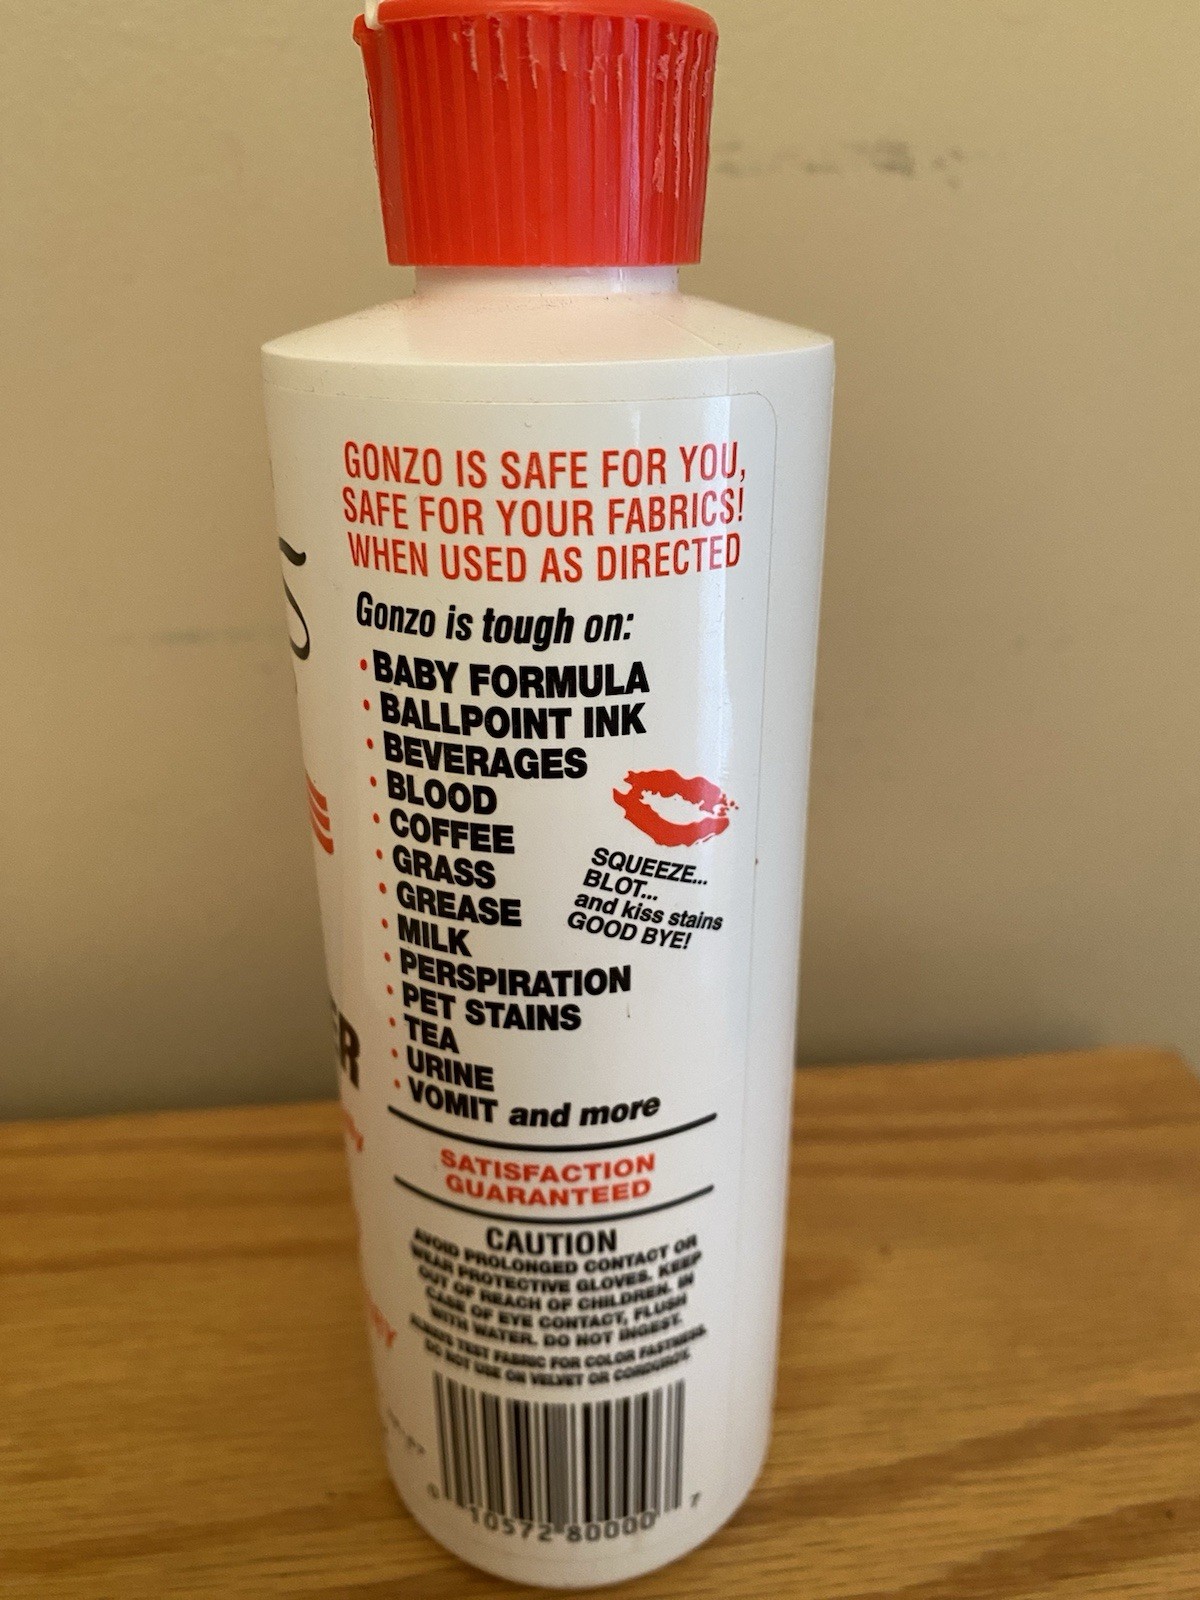 GONZO IS SAFE FOR YOU,
SAFE FOR YOUR FABRICS!
WHEN USED AS DIRECTED
Gonzo is tough on:
• BABY FORMULA
• BALLPOINT INK
• BEVERAGES
• BLOOD
• COFFEE
• GRASS
• GREASE
• MILK
• PERSPIRATION
• PET STAINS
• TEA
• URINE
• VOMIT and more
SQUEEZE...
BLOT...
and kiss stains
GOOD BYE!
SATISFACTION
GUARANTEED
CAUTION
AVOID PROLONGED CONTACT OR
WEAR PROTECTIVE GLOVES. KEEP
OUT OF REACH OF CHILDREN. IN
CASE OF EYE CONTACT, FLUSH
WITH WATER. DO NOT INGEST.
ALWAYS TEST FABRIC FOR COLOR FASTNESS.
DO NOT USE ON VELVET OR CORDUROY.
0 10572 80000 7
ER